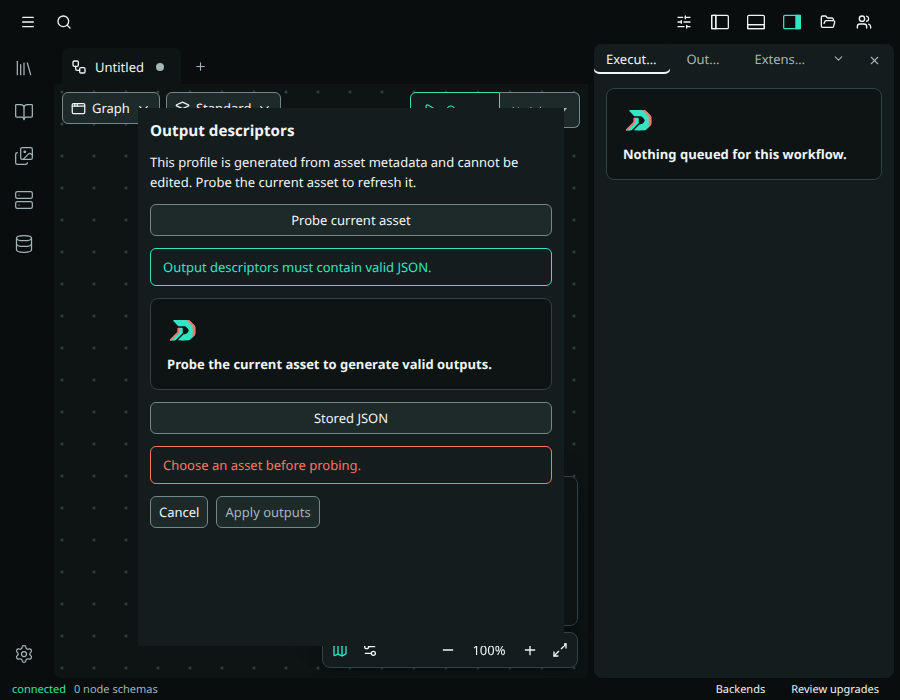 Untitled
Execut...
Out...
Extens...
Graph
Standard
Output descriptors
This profile is generated from asset metadata and cannot be
edited. Probe the current asset to refresh it.
Probe current asset
Output descriptors must contain valid JSON.
Probe the current asset to generate valid outputs.
Stored JSON
Choose an asset before probing.
Cancel
Apply outputs
Nothing queued for this workflow.
100%
connected
0 node schemas
Backends
Review upgrades